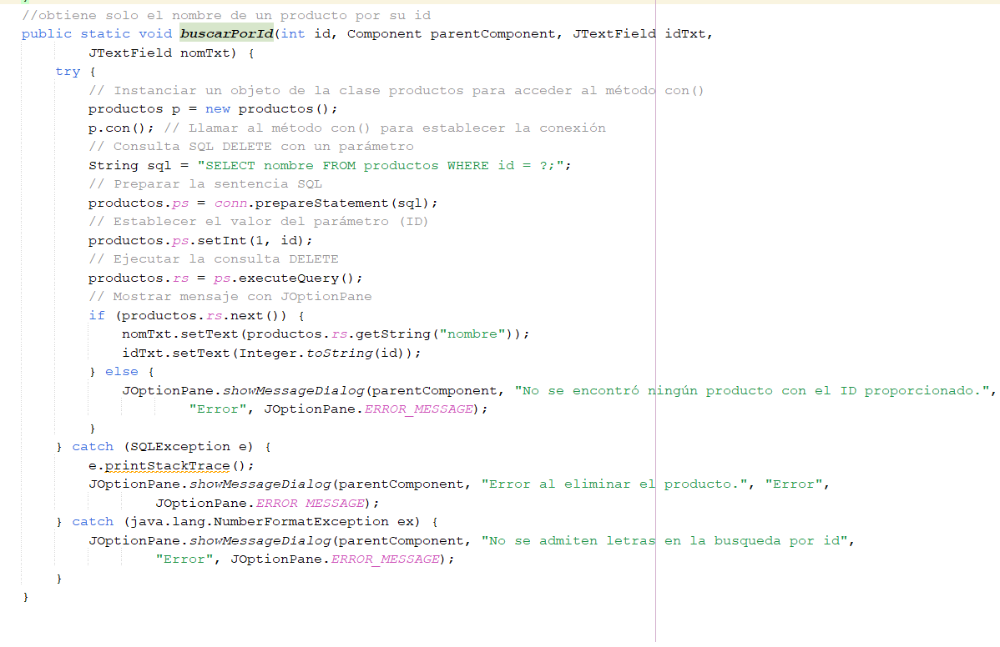 //obtiene solo el nombre de un producto por su id
public static void buscarPorId(int id, Component parentComponent, JTextField idTxt,
        JTextField nomTxt) {
    try {
        // Instanciar un objeto de la clase productos para acceder al método con()
        productos p = new productos();
        p.con(); // Llamar al método con() para establecer la conexión
        // Consulta SQL DELETE con un parámetro
        String sql = "SELECT nombre FROM productos WHERE id = ?;";
        // Preparar la sentencia SQL
        productos.ps = conn.prepareStatement(sql);
        // Establecer el valor del parámetro (ID)
        productos.ps.setInt(1, id);
        // Ejecutar la consulta DELETE
        productos.rs = ps.executeQuery();
        // Mostrar mensaje con JOptionPane
        if (productos.rs.next()) {
            nomTxt.setText(productos.rs.getString("nombre"));
            idTxt.setText(Integer.toString(id));
        } else {
            JOptionPane.showMessageDialog(parentComponent, "No se encontró ningún producto con el ID proporcionado.",
                    "Error", JOptionPane.ERROR_MESSAGE);
        }
    } catch (SQLException e) {
        e.printStackTrace();
        JOptionPane.showMessageDialog(parentComponent, "Error al eliminar el producto.", "Error",
                JOptionPane.ERROR_MESSAGE);
    } catch (java.lang.NumberFormatException ex) {
        JOptionPane.showMessageDialog(parentComponent, "No se admiten letras en la busqueda por id",
                "Error", JOptionPane.ERROR_MESSAGE);
    }
}